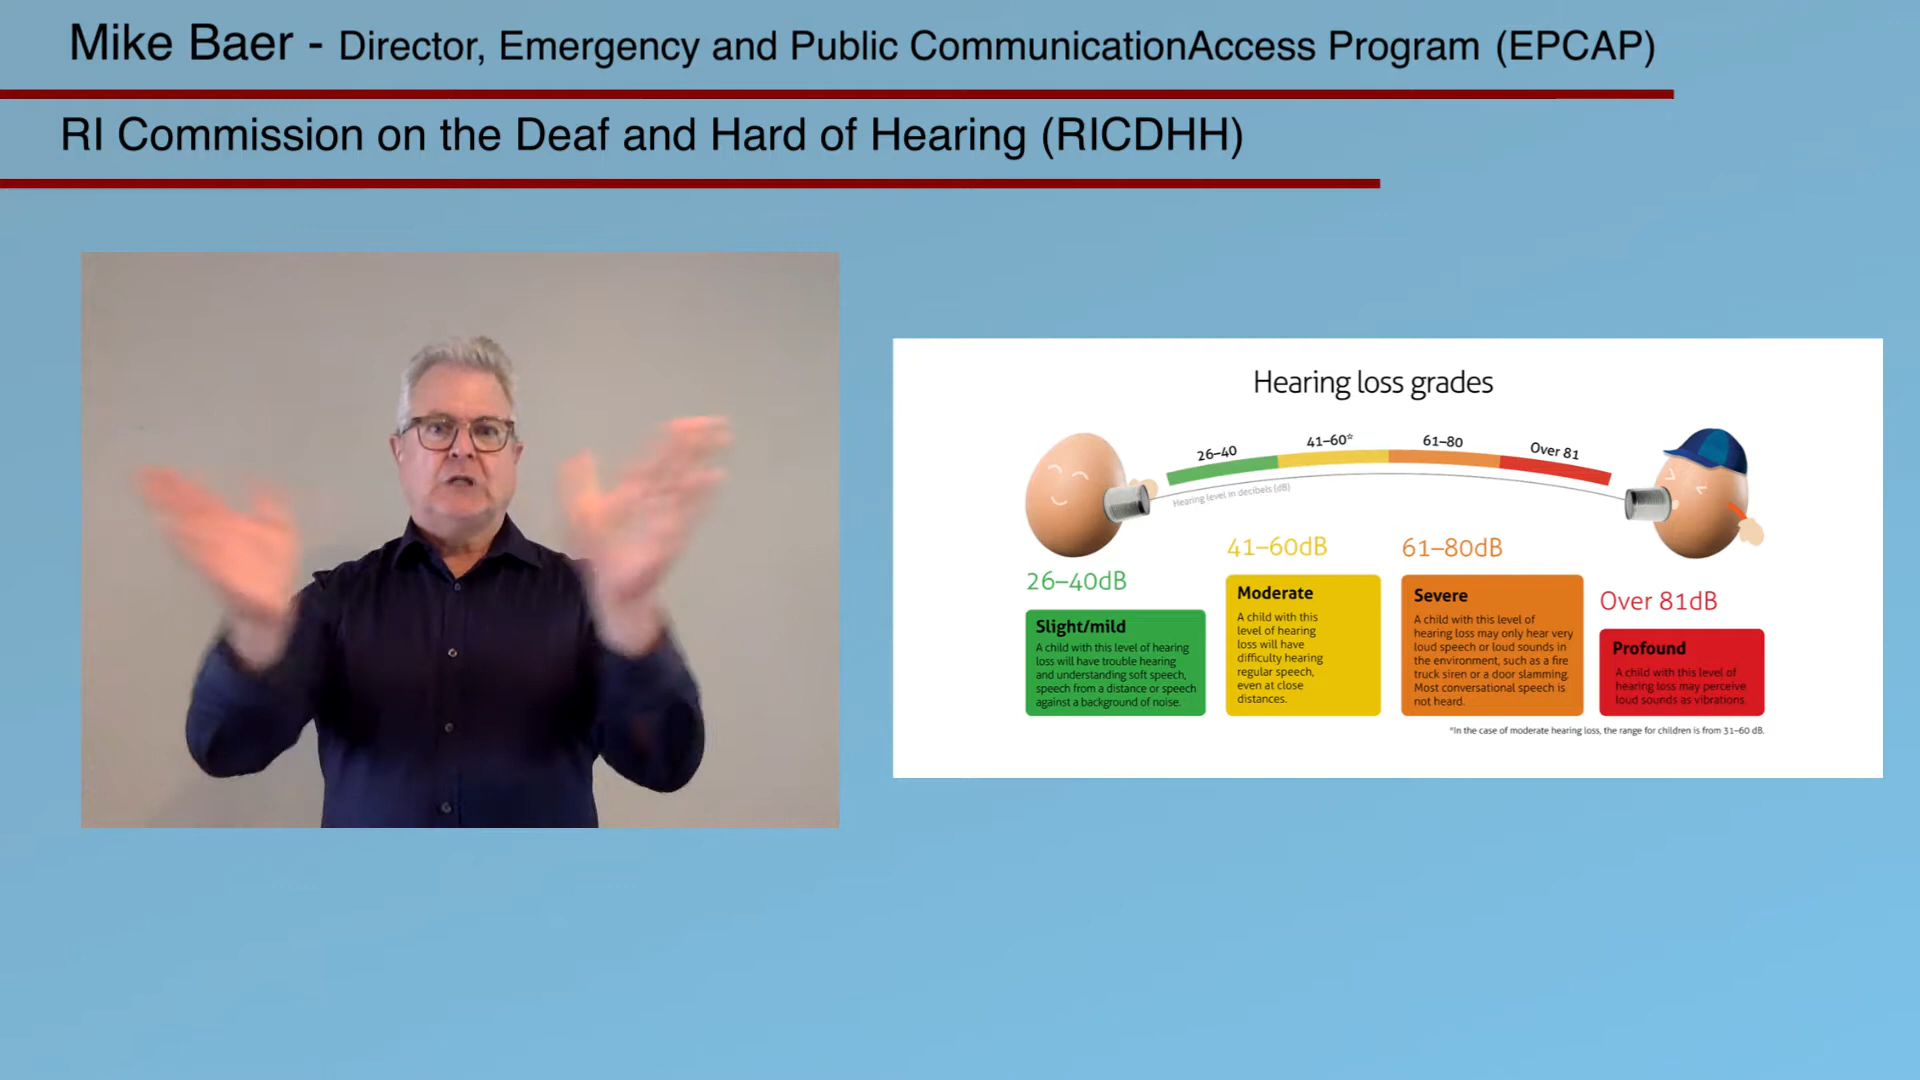 Mike Baer - Director, Emergency and Public CommunicationAccess Program (EPCAP)
RI Commission on the Deaf and Hard of Hearing (RICDHH)
Hearing loss grades
26–40
41–60*
61–80
Over 81
Hearing level in decibels (dB)
26–40dB
Slight/mild
A child with this level of hearing
loss will have trouble hearing
and understanding soft speech,
speech from a distance or speech
against a background of noise.
41–60dB
Moderate
A child with this
level of hearing
loss will have
difficulty hearing
regular speech,
even at close
distances.
61–80dB
Severe
A child with this level of
hearing loss may only hear very
loud speech or loud sounds in
the environment, such as a fire
truck siren or a door slamming.
Most conversational speech is
not heard.
Over 81dB
Profound
A child with this level of
hearing loss may perceive
loud sounds as vibrations.
*In the case of moderate hearing loss, the range for children is from 31–60 dB.